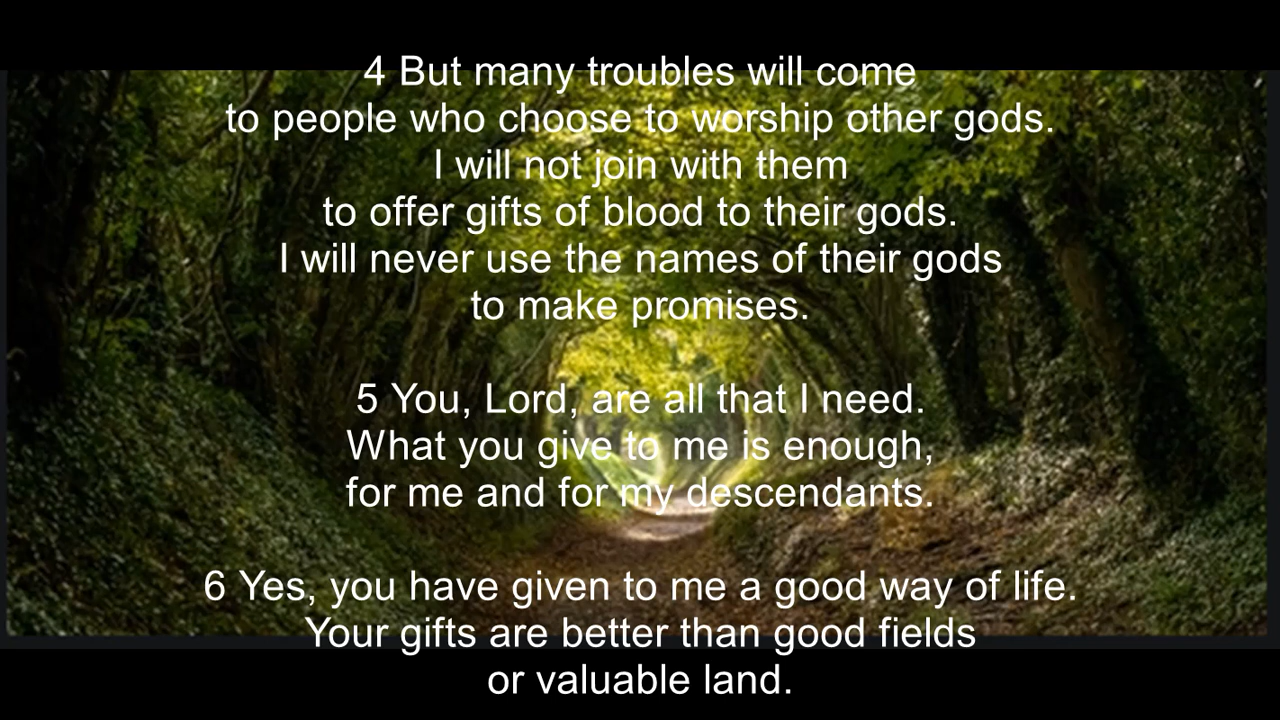 4 But many troubles will come
to people who choose to worship other gods.
I will not join with them
to offer gifts of blood to their gods.
I will never use the names of their gods
to make promises.
5 You, Lord, are all that I need.
What you give to me is enough,
for me and for my descendants.
6 Yes, you have given to me a good way of life.
Your gifts are better than good fields
or valuable land.